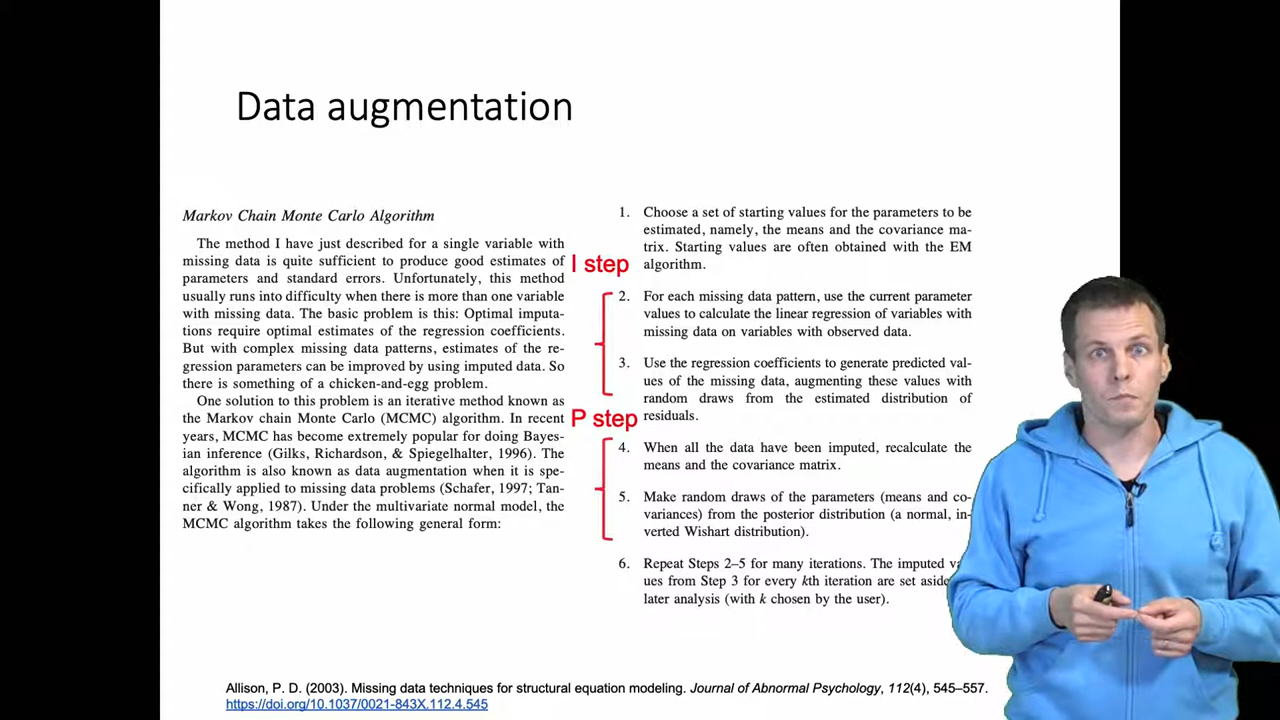 Data augmentation
Markov Chain Monte Carlo Algorithm
The method I have just described for a single variable with
missing data is quite sufficient to produce good estimates of
parameters and standard errors. Unfortunately, this method
usually runs into difficulty when there is more than one variable
with missing data. The basic problem is this: Optimal imputa-
tions require optimal estimates of the regression coefficients.
But with complex missing data patterns, estimates of the re-
gression parameters can be improved by using imputed data. So
there is something of a chicken-and-egg problem.
One solution to this problem is an iterative method known as
the Markov chain Monte Carlo (MCMC) algorithm. In recent
years, MCMC has become extremely popular for doing Bayes-
ian inference (Gilks, Richardson, & Spiegelhalter, 1996). The
algorithm is also known as data augmentation when it is spe-
cifically applied to missing data problems (Schafer, 1997; Tan-
ner & Wong, 1987). Under the multivariate normal model, the
MCMC algorithm takes the following general form:
1. Choose a set of starting values for the parameters to be
estimated, namely, the means and the covariance ma-
trix. Starting values are often obtained with the EM
algorithm.
I step
2. For each missing data pattern, use the current parameter
values to calculate the linear regression of variables with
missing data on variables with observed data.
3. Use the regression coefficients to generate predicted val-
ues of the missing data, augmenting these values with
random draws from the estimated distribution of
residuals.
P step
4. When all the data have been imputed, recalculate the
means and the covariance matrix.
5. Make random draws of the parameters (means and co-
variances) from the posterior distribution (a normal, in-
verted Wishart distribution).
6. Repeat Steps 2–5 for many iterations. The imputed
ues from Step 3 for every kth iteration are set aside
later analysis (with k chosen by the user).
Allison, P. D. (2003). Missing data techniques for structural equation modeling. Journal of Abnormal Psychology, 112(4), 545–557.
https://doi.org/10.1037/0021-843X.112.4.545